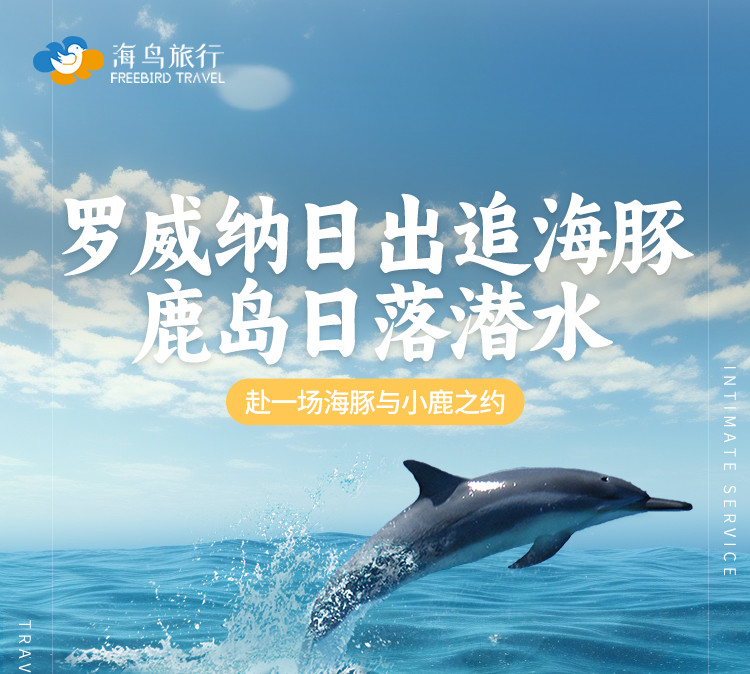 海鸟旅行
FREEBIRD TRAVEL
罗威纳日出追海豚
鹿岛日落潜水
赴一场海豚与小鹿之约
INTIMATE SERVICE
TRAV